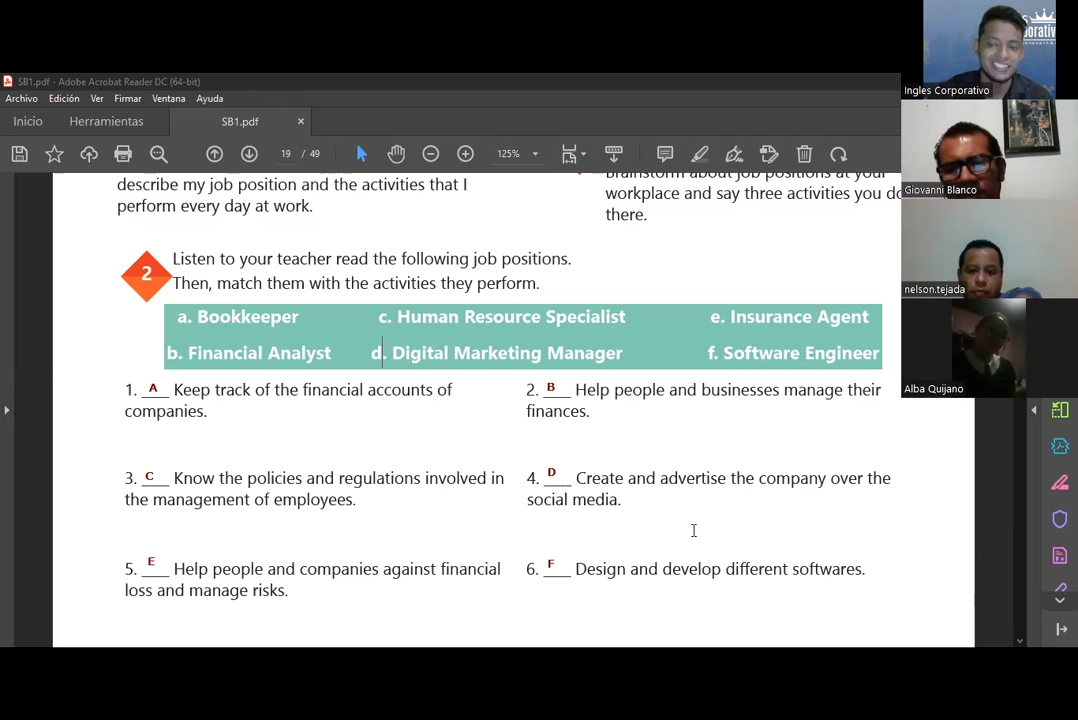 SB1.pdf - Adobe Acrobat Reader DC (64-bit)
Archivo Edición Ver Firmar Ventana Ayuda
Inicio Herramientas SB1.pdf ×
19 / 49 125%
describe my job position and the activities that I
perform every day at work.
Brainstorm about job positions at your
workplace and say three activities you do
there.
2
Listen to your teacher read the following job positions.
Then, match them with the activities they perform.
a. Bookkeeper c. Human Resource Specialist e. Insurance Agent
b. Financial Analyst d. Digital Marketing Manager f. Software Engineer
1. A Keep track of the financial accounts of
companies.
2. B Help people and businesses manage their
finances.
3. C Know the policies and regulations involved in
the management of employees.
4. D Create and advertise the company over the
social media.
5. E Help people and companies against financial
loss and manage risks.
6. F Design and develop different softwares.
Ingles Corporativo
Giovanni Blanco
nelson.tejada
Alba Quijano